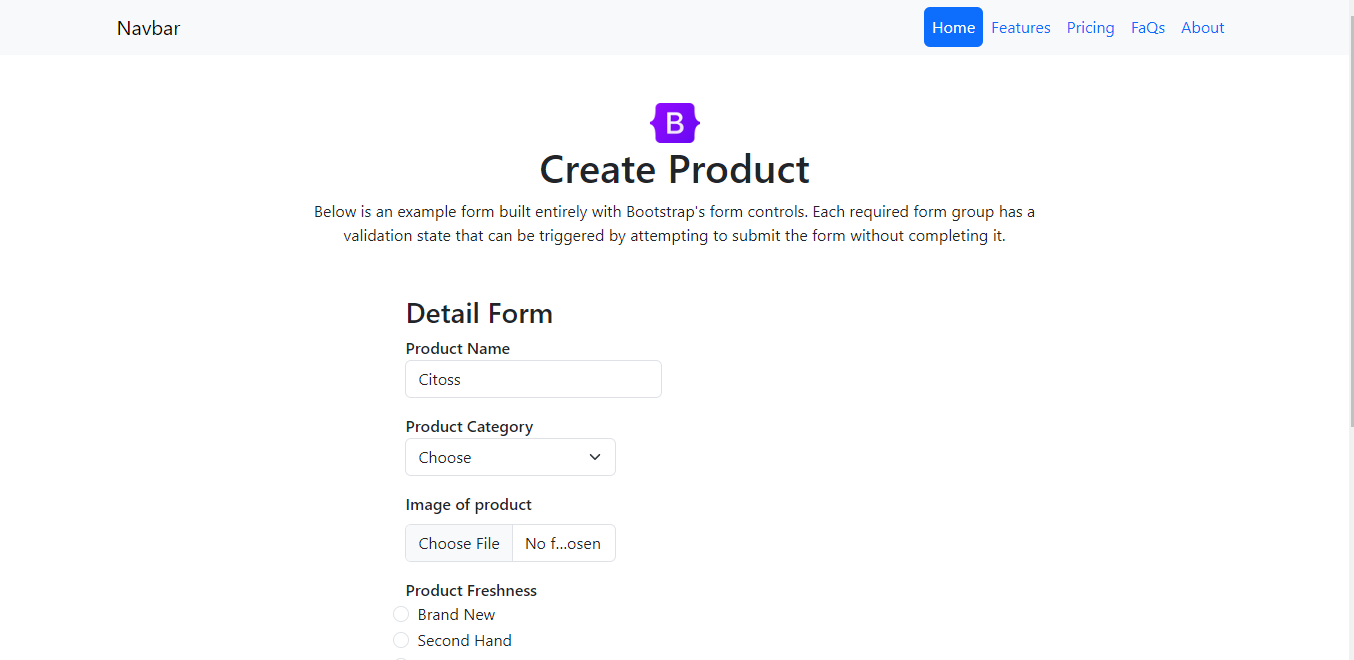 Navbar Home Features Pricing FaQs About
B
Create Product
Below is an example form built entirely with Bootstrap's form controls. Each required form group has a
validation state that can be triggered by attempting to submit the form without completing it.
Detail Form
Product Name
Citoss
Product Category
Choose
Image of product
Choose File No f...osen
Product Freshness
Brand New
Second Hand